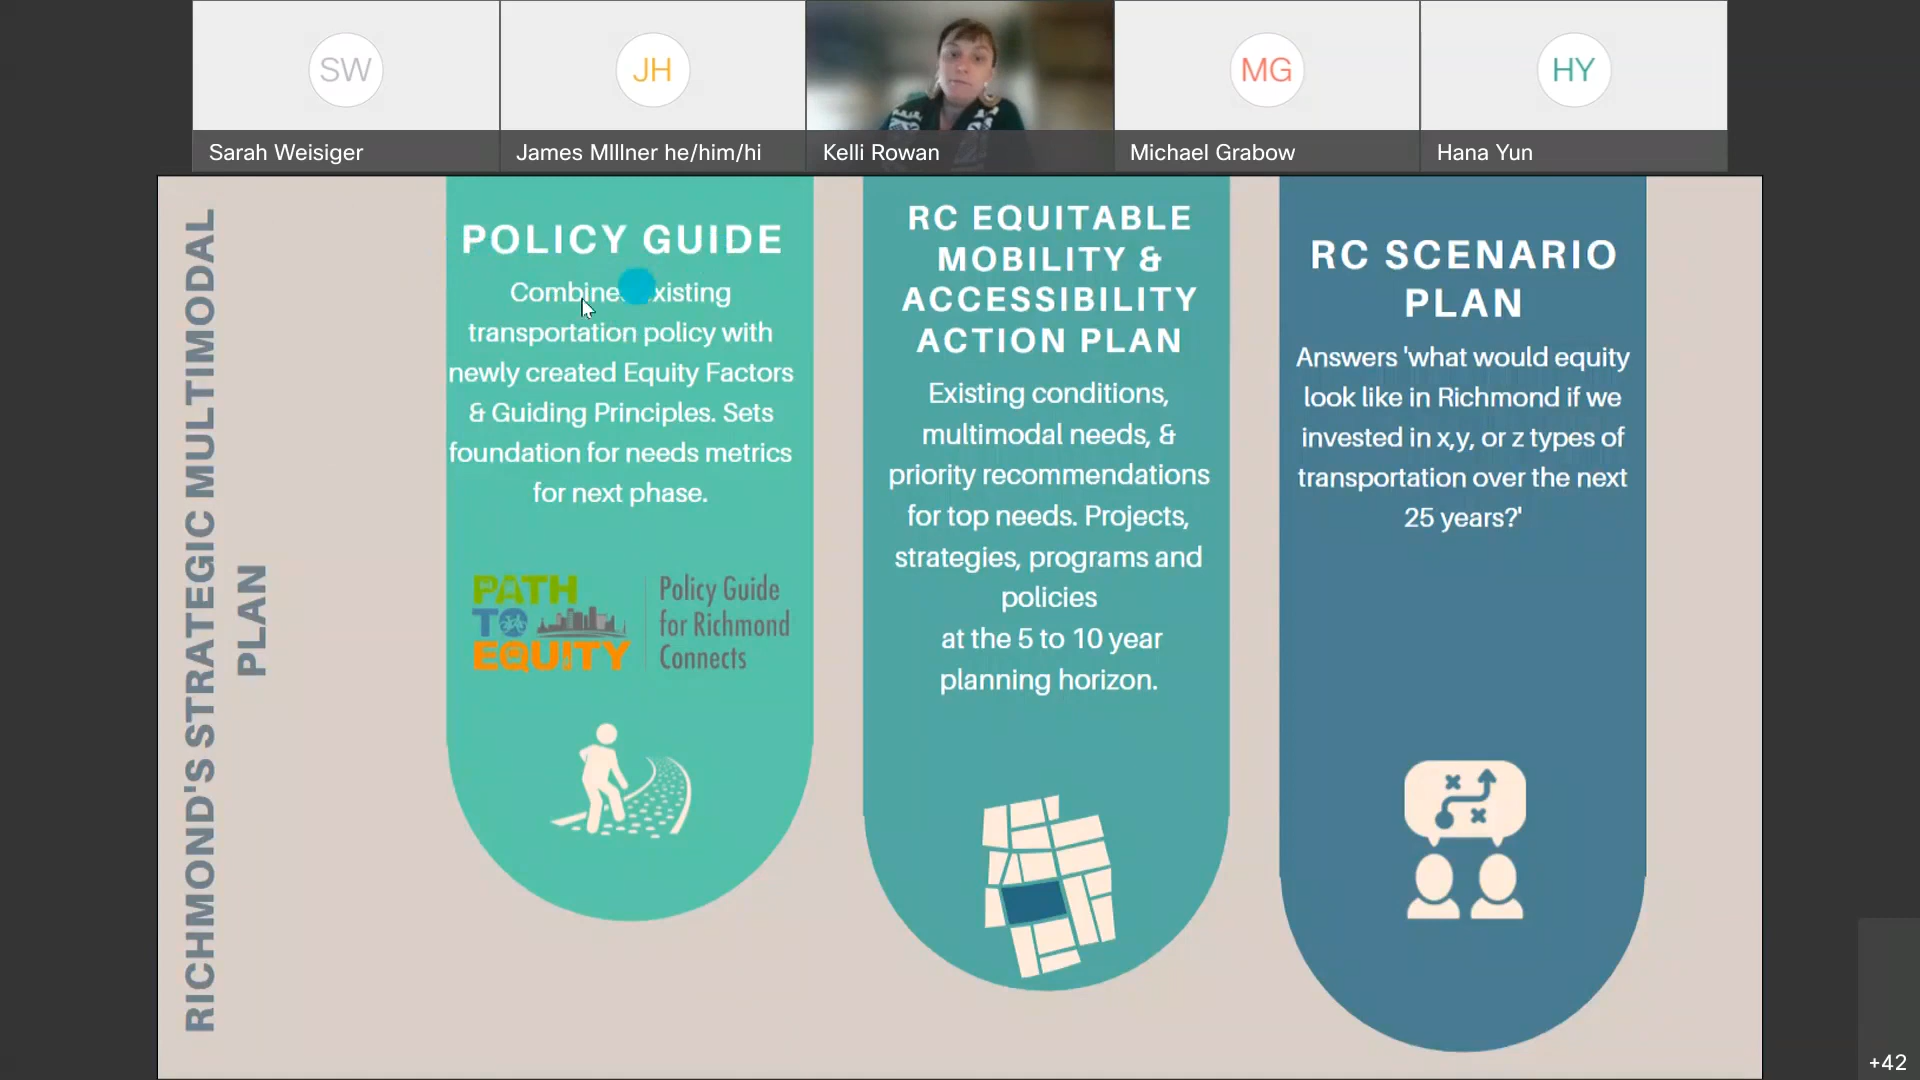 SW
JH
MG
HY
Sarah Weisiger
James MIllner he/him/hi
Kelli Rowan
Michael Grabow
Hana Yun
RICHMOND'S STRATEGIC MULTIMODAL
PLAN
POLICY GUIDE
existing
transportation policy with
newly created Equity Factors
& Guiding Principles. Sets
foundation for needs metrics
for next phase.
PATH
TO
EQUITY
Policy Guide
for Richmond
Connects
RC EQUITABLE
MOBILITY &
ACCESSIBILITY
ACTION PLAN
Existing conditions,
multimodal needs, &
priority recommendations
for top needs. Projects,
strategies, programs and
policies
at the 5 to 10 year
planning horizon.
RC SCENARIO
PLAN
Answers 'what would equity
look like in Richmond if we
invested in x,y, or z types of
transportation over the next
25 years?'
+42